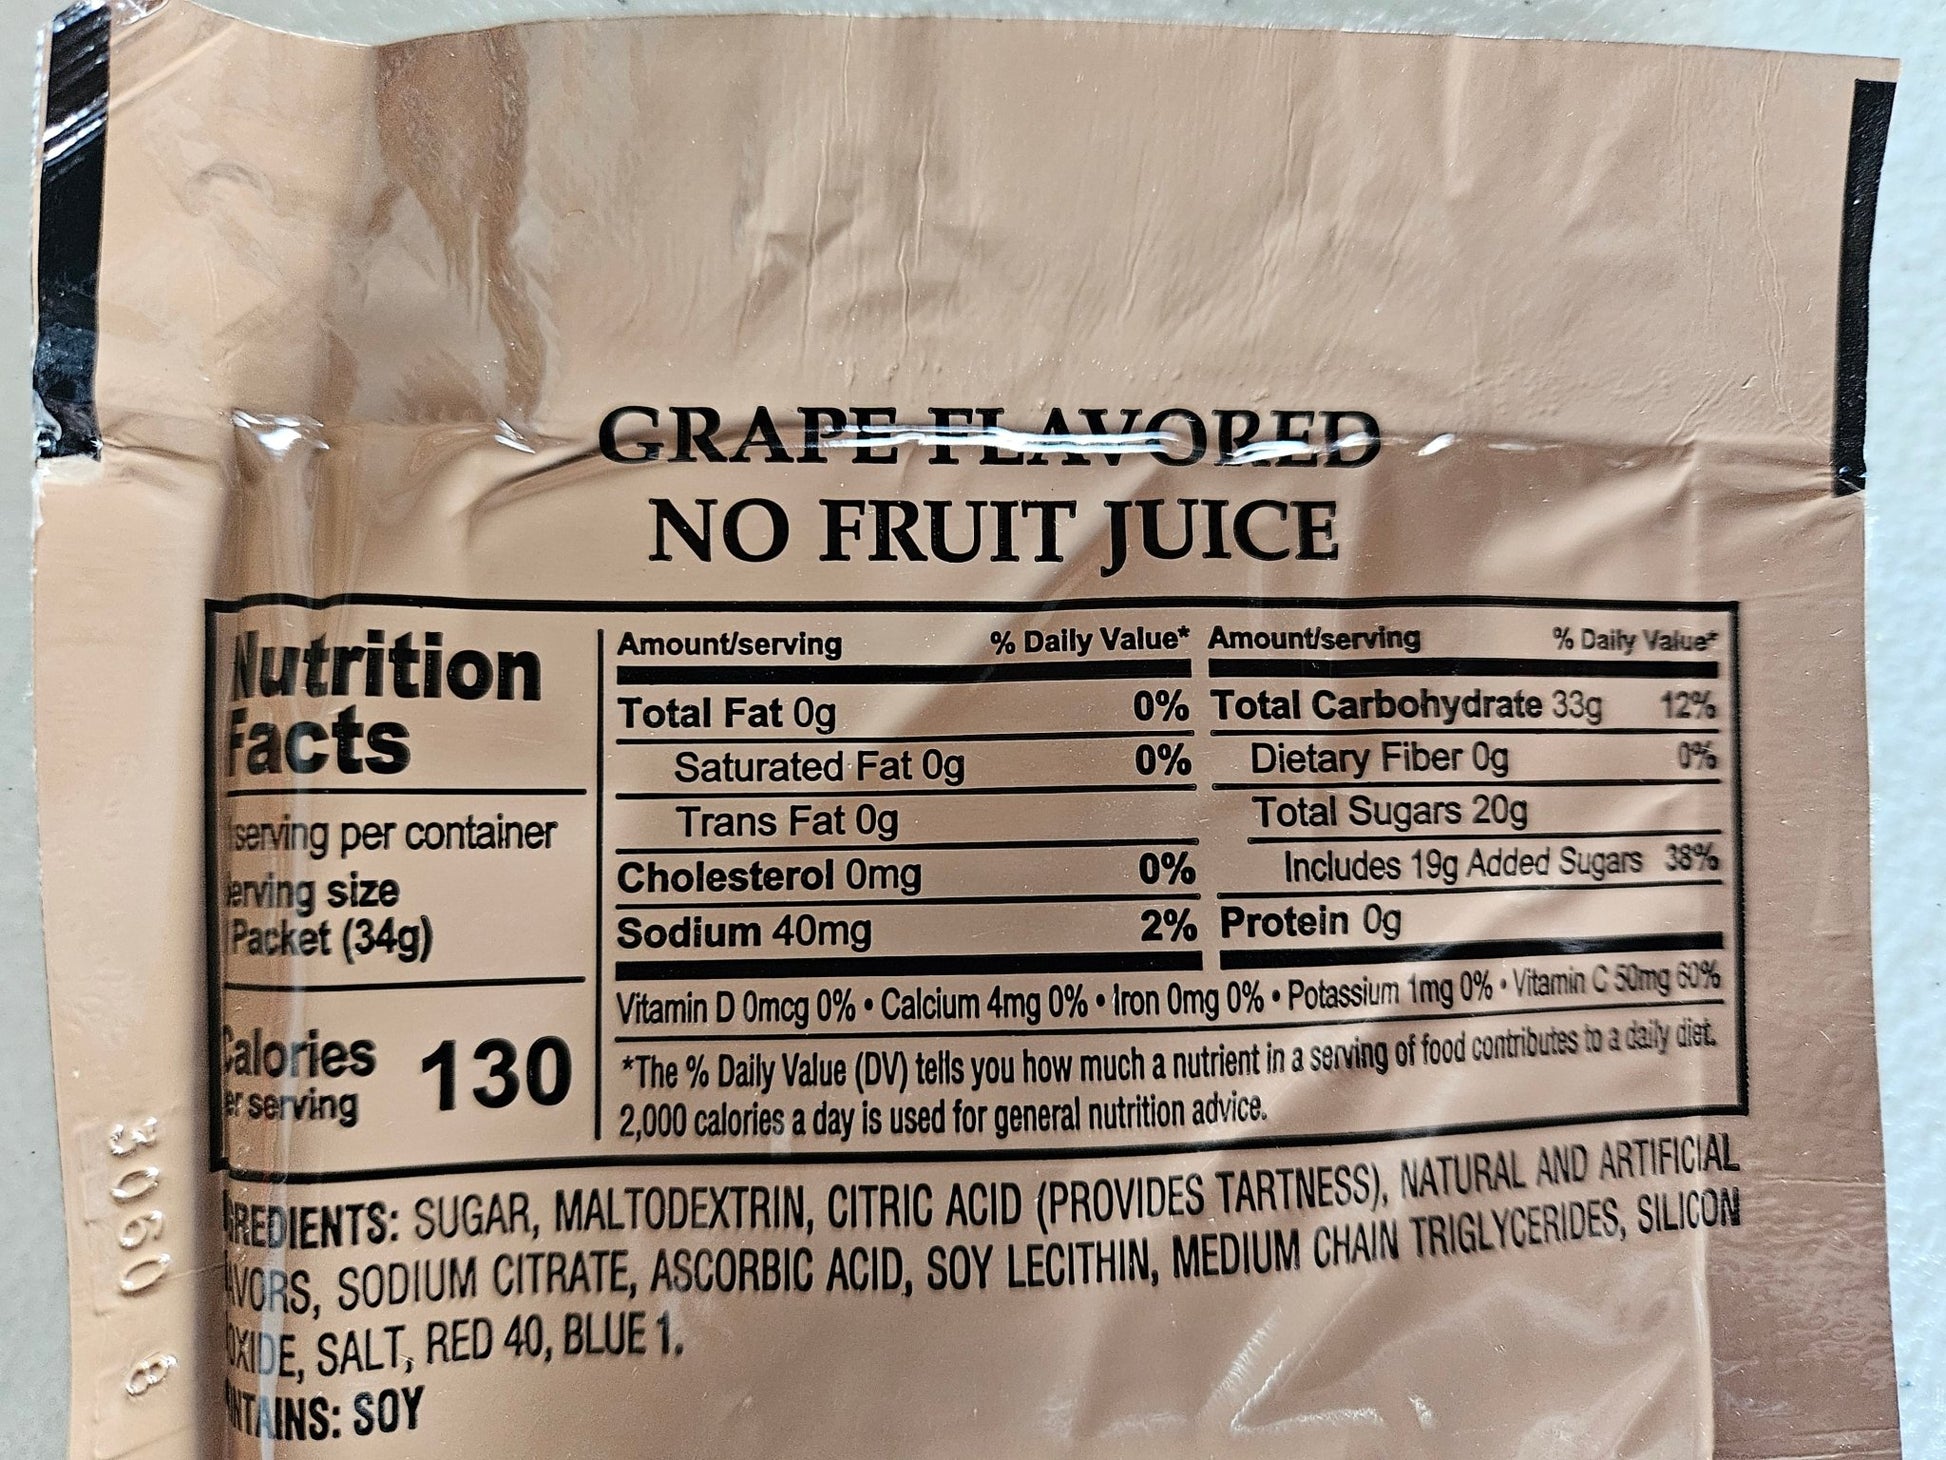 GRAPE FLAVORED
NO FRUIT JUICE
Nutrition
Facts
serving per container
serving size
Packet (34g)
Calories
per serving
130
Amount/serving % Daily Value*
Total Fat 0g 0%
Saturated Fat 0g 0%
Trans Fat 0g
Cholesterol 0mg 0%
Sodium 40mg 2%
Amount/serving % Daily Value*
Total Carbohydrate 33g 12%
Dietary Fiber 0g 0%
Total Sugars 20g
Includes 19g Added Sugars 38%
Protein 0g
Vitamin D 0mcg 0% • Calcium 4mg 0% • Iron 0mg 0% • Potassium 1mg 0% • Vitamin C 50mg 60%
*The % Daily Value (DV) tells you how much a nutrient in a serving of food contributes to a daily diet.
2,000 calories a day is used for general nutrition advice.
INGREDIENTS: SUGAR, MALTODEXTRIN, CITRIC ACID (PROVIDES TARTNESS), NATURAL AND ARTIFICIAL
FLAVORS, SODIUM CITRATE, ASCORBIC ACID, SOY LECITHIN, MEDIUM CHAIN TRIGLYCERIDES, SILICON
DIOXIDE, SALT, RED 40, BLUE 1.
CONTAINS: SOY
3060 8